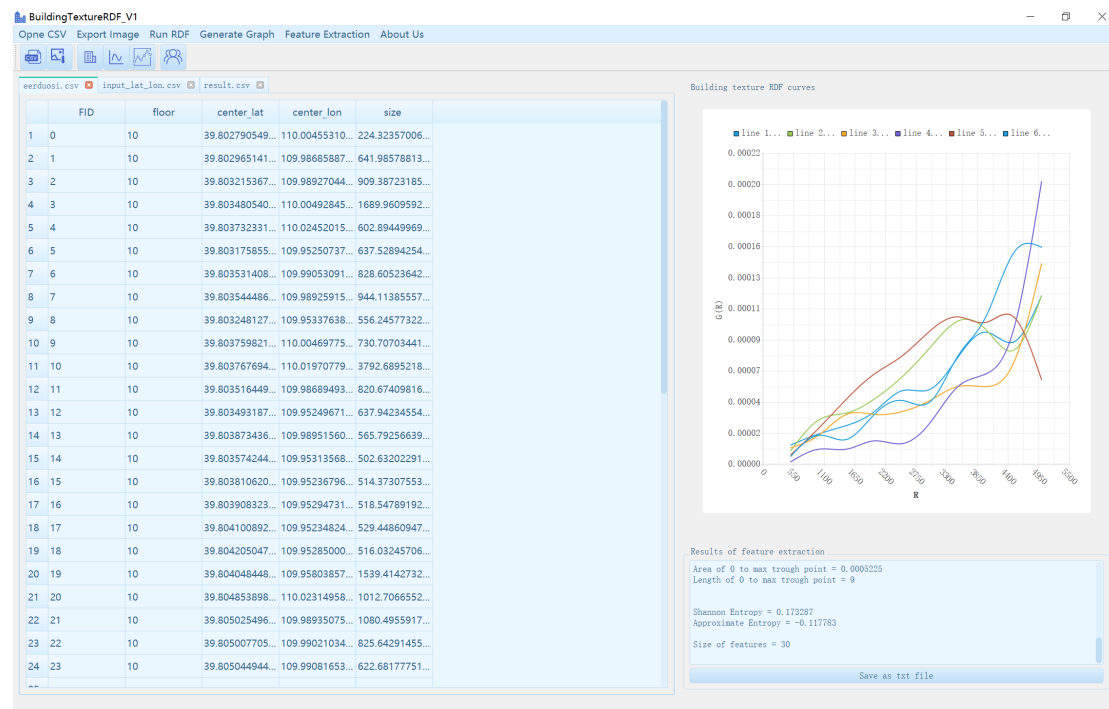 BuildingTextureRDF_V1
Opne CSV Export Image Run RDF Generate Graph Feature Extraction About Us
CSV
eerduosi.csv input_lat_lon.csv result.csv
FID floor center_lat center_lon size
1 0 10 39.802790549... 110.00455310... 224.32357006...
2 1 10 39.802965141... 109.98685887... 641.98578813...
3 2 10 39.803215367... 109.98927044... 909.38723185...
4 3 10 39.803480540... 110.00492845... 1689.9609592...
5 4 10 39.803732331... 110.02452015... 602.89449969...
6 5 10 39.803175855... 109.95250737... 637.52894254...
7 6 10 39.803531408... 109.99053091... 828.60523642...
8 7 10 39.803544486... 109.98925915... 944.11385557...
9 8 10 39.803248127... 109.95337638... 556.24577322...
10 9 10 39.803759821... 110.00469775... 730.70703441...
11 10 10 39.803767694... 110.01970779... 3792.6895218...
12 11 10 39.803516449... 109.98689493... 820.67409816...
13 12 10 39.803493187... 109.95249671... 637.94234554...
14 13 10 39.803873436... 109.98951560... 565.79256639...
15 14 10 39.803574244... 109.95313568... 502.63202291...
16 15 10 39.803810620... 109.95236796... 514.37307553...
17 16 10 39.803908323... 109.95294731... 518.54789192...
18 17 10 39.804100892... 109.95234824... 529.44860947...
19 18 10 39.804205047... 109.95285000... 516.03245706...
20 19 10 39.804048448... 109.95803857... 1539.4142732...
21 20 10 39.804853898... 110.02314958... 1012.7066552...
22 21 10 39.805025496... 109.98935075... 1080.4955917...
23 22 10 39.805007705... 109.99021034... 825.64291455...
24 23 10 39.805044944... 109.99081653... 622.68177751...
Building texture RDF curves
line 1... line 2... line 3... line 4... line 5... line 6...
0.00022
0.00020
0.00018
0.00016
0.00013
0.00011
0.00009
0.00007
0.00004
0.00002
0.00000
G(R)
0 550 1100 1650 2200 2750 3300 3850 4400 4950 5500
R
Results of feature extraction
Area of 0 to max trough point = 0.0005225
Length of 0 to max trough point = 9
Shannon Entropy = 0.173287
Approximate Entropy = -0.117783
Size of features = 30
Save as txt file